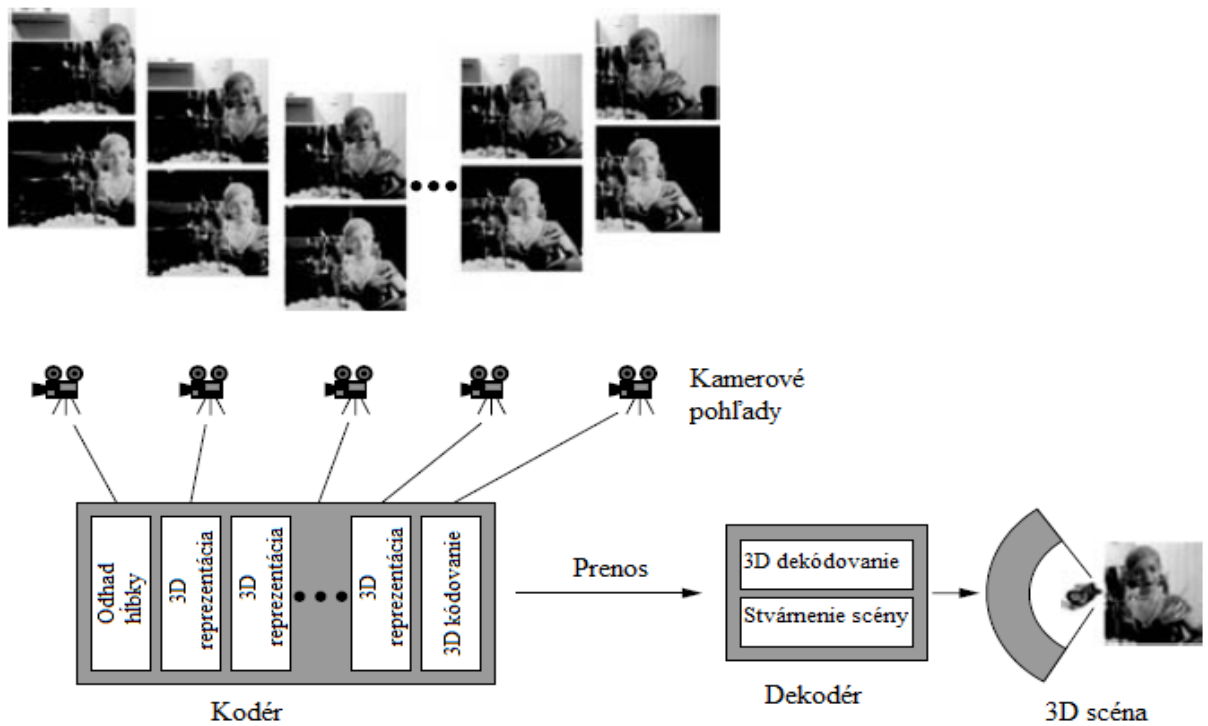 Kamerové
pohľady
Odhad
hĺbky
3D
reprezentácia
3D
reprezentácia
3D
reprezentácia
3D kódovanie
Kodér
Prenos
3D dekódovanie
Stvárnenie scény
Dekodér
3D scéna